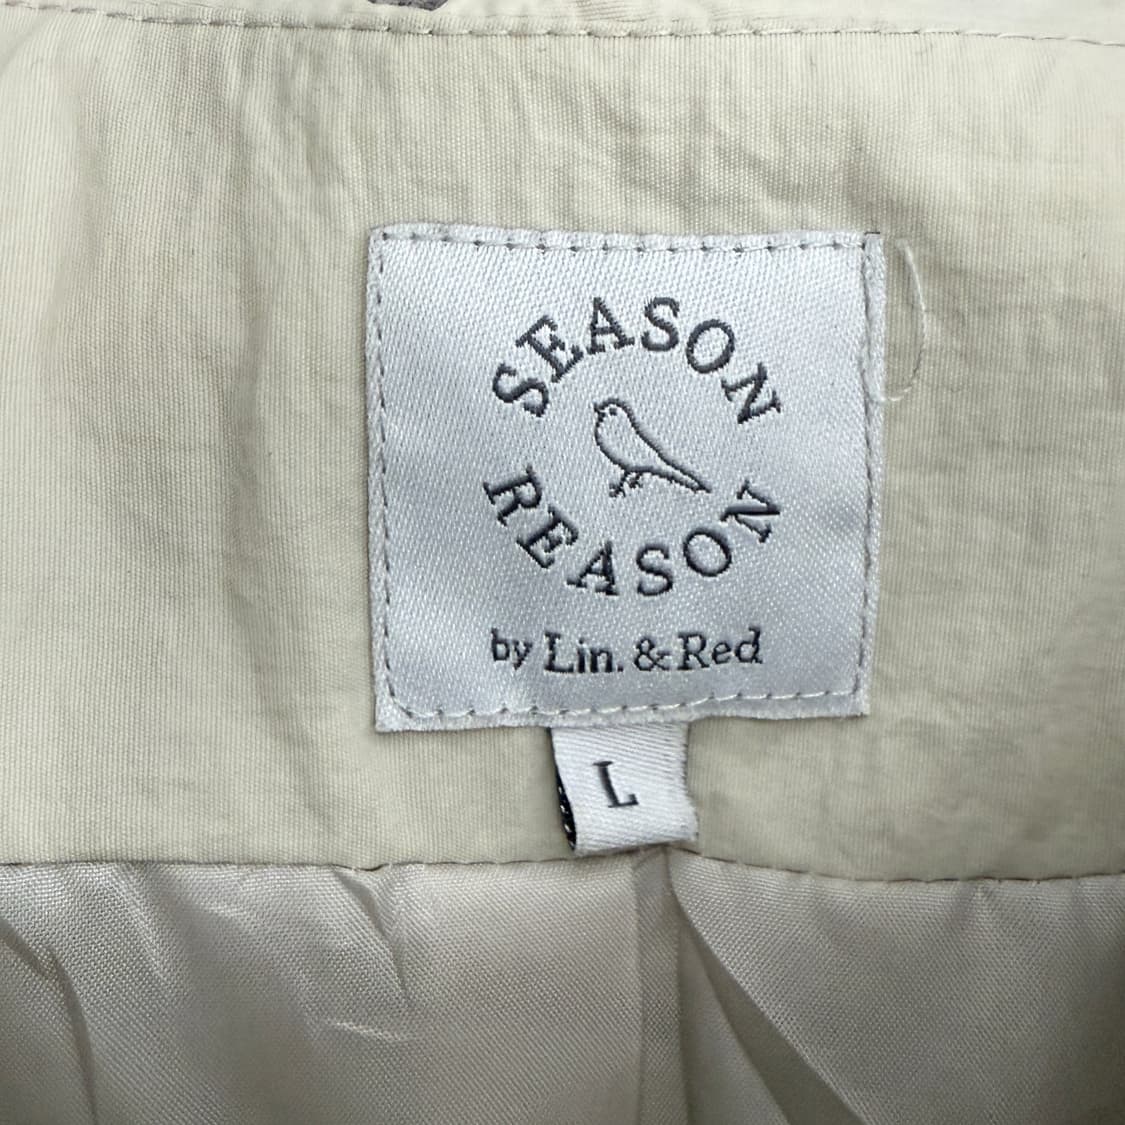 SEASON
REASON
by Lin. & Red
L